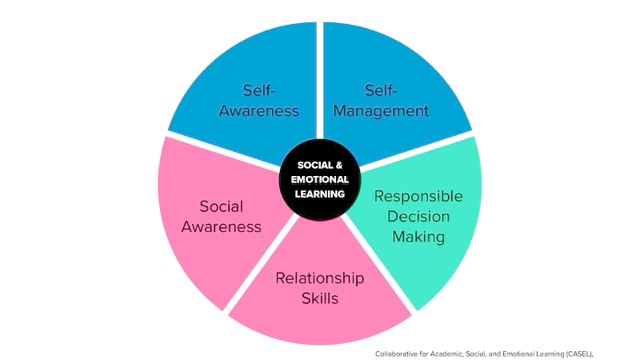 Self-
Awareness
Self-
Management
SOCIAL &
EMOTIONAL
LEARNING
Social
Awareness
Responsible
Decision
Making
Relationship
Skills
Collaborative for Academic, Social, and Emotional Learning (CASEL),